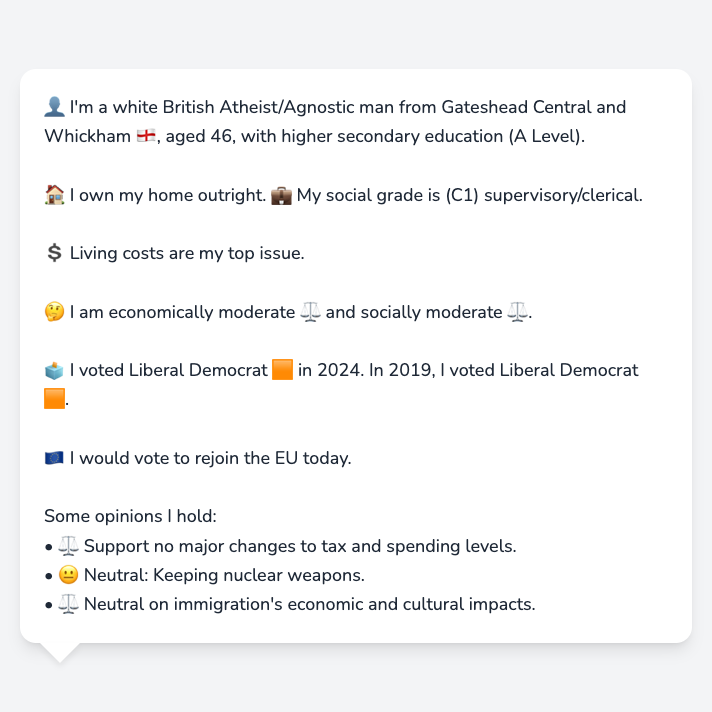 👤 I'm a white British Atheist/Agnostic man from Gateshead Central and
Whickham 🏴󠁧󠁢󠁥󠁮󠁧󠁿, aged 46, with higher secondary education (A Level).
🏠 I own my home outright. 💼 My social grade is (C1) supervisory/clerical.
💲 Living costs are my top issue.
🤔 I am economically moderate ⚖️ and socially moderate ⚖️.
🗳️ I voted Liberal Democrat 🟧 in 2024. In 2019, I voted Liberal Democrat
🟧.
🇪🇺 I would vote to rejoin the EU today.
Some opinions I hold:
• ⚖️ Support no major changes to tax and spending levels.
• 😐 Neutral: Keeping nuclear weapons.
• ⚖️ Neutral on immigration's economic and cultural impacts.